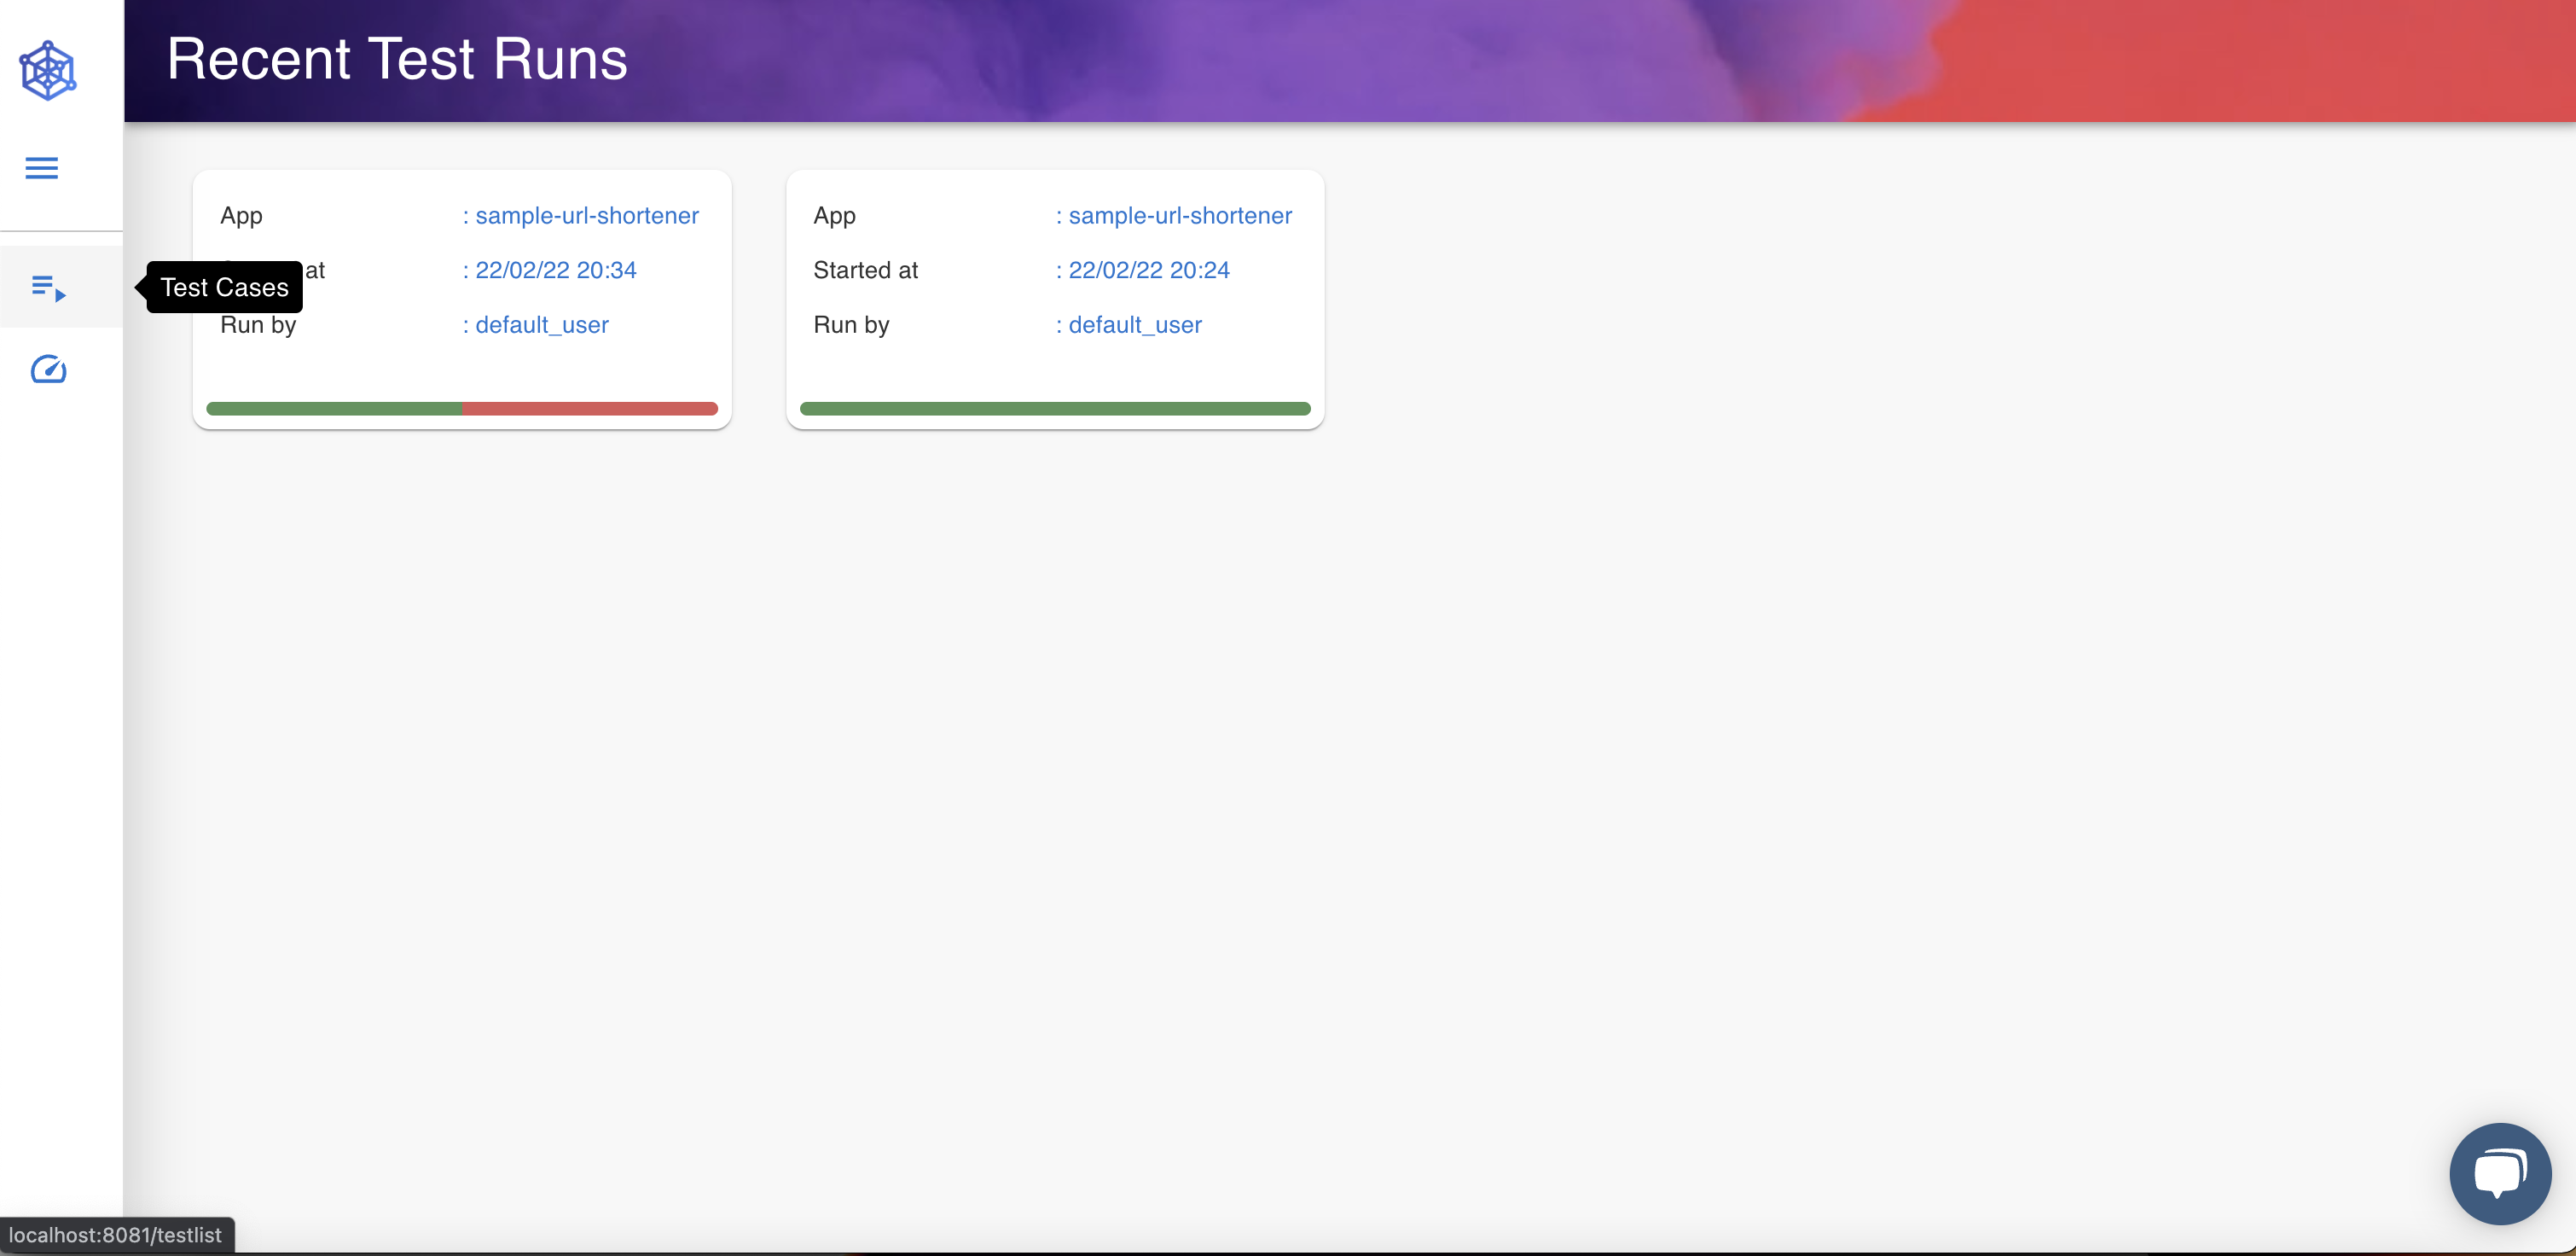 Recent Test Runs
App : sample-url-shortener
at : 22/02/22 20:34
Run by : default_user
App : sample-url-shortener
Started at : 22/02/22 20:24
Run by : default_user
Test Cases
localhost:8081/testlist